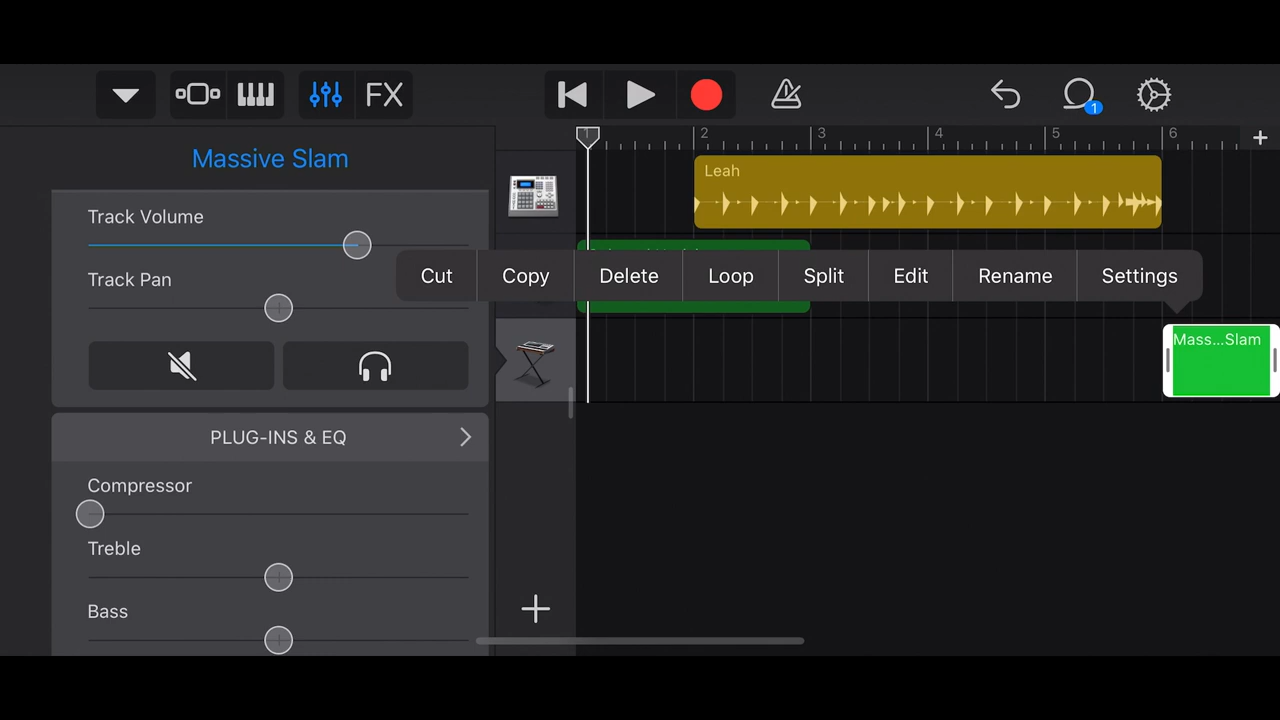 FX
1
Massive Slam
1 2 3 4 5 6
Leah
Track Volume
Cut Copy Delete Loop Split Edit Rename Settings
Track Pan
Mass...Slam
PLUG-INS & EQ
Compressor
Treble
Bass